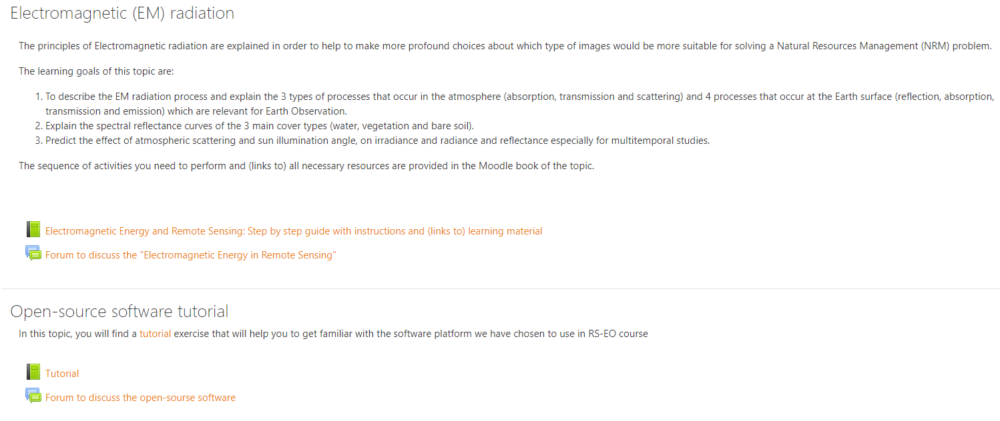 Electromagnetic (EM) radiation
The principles of Electromagnetic radiation are explained in order to help to make more profound choices about which type of images would be more suitable for solving a Natural Resources Management (NRM) problem.
The learning goals of this topic are:
1. To describe the EM radiation process and explain the 3 types of processes that occur in the atmosphere (absorption, transmission and scattering) and 4 processes that occur at the Earth surface (reflection, absorption,
transmission and emission) which are relevant for Earth Observation.
2. Explain the spectral reflectance curves of the 3 main cover types (water, vegetation and bare soil).
3. Predict the effect of atmospheric scattering and sun illumination angle, on irradiance and radiance and reflectance especially for multitemporal studies.
The sequence of activities you need to perform and (links to) all necessary resources are provided in the Moodle book of the topic.
Electromagnetic Energy and Remote Sensing: Step by step guide with instructions and (links to) learning material
Forum to discuss the "Electromagnetic Energy in Remote Sensing"
Open-source software tutorial
In this topic, you will find a tutorial exercise that will help you to get familiar with the software platform we have chosen to use in RS-EO course
Tutorial
Forum to discuss the open-sourse software